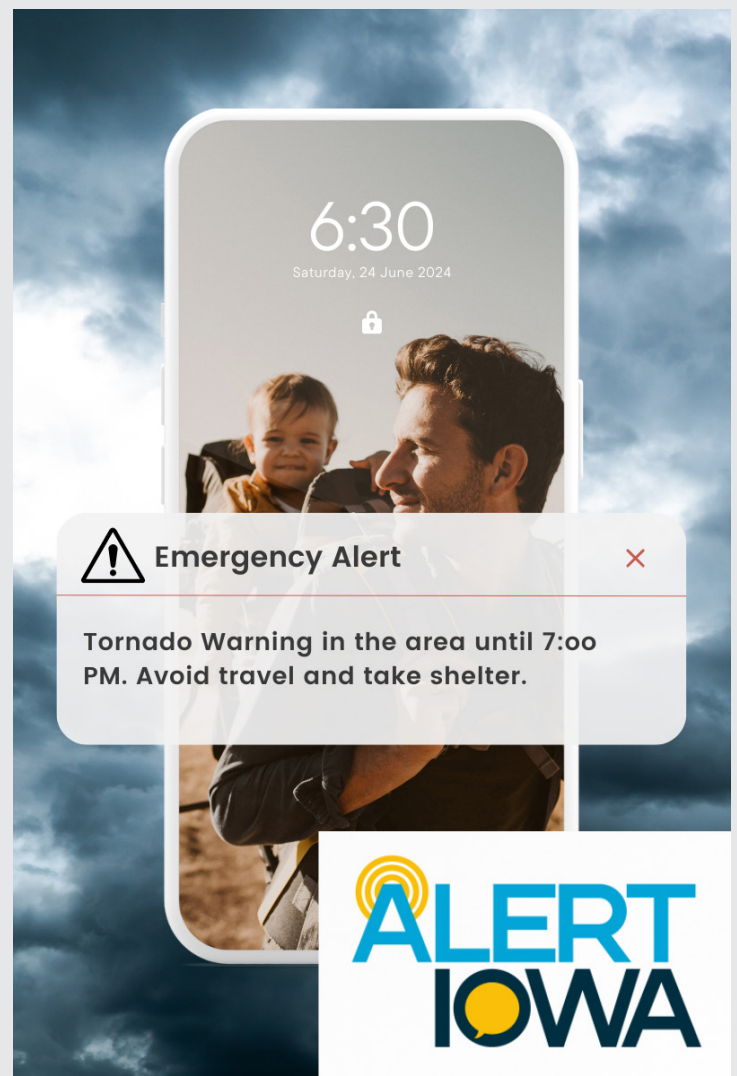 6:30
Saturday, 24 June 2024
Emergency Alert
Tornado Warning in the area until 7:oo
PM. Avoid travel and take shelter.
ALERT
IOWA